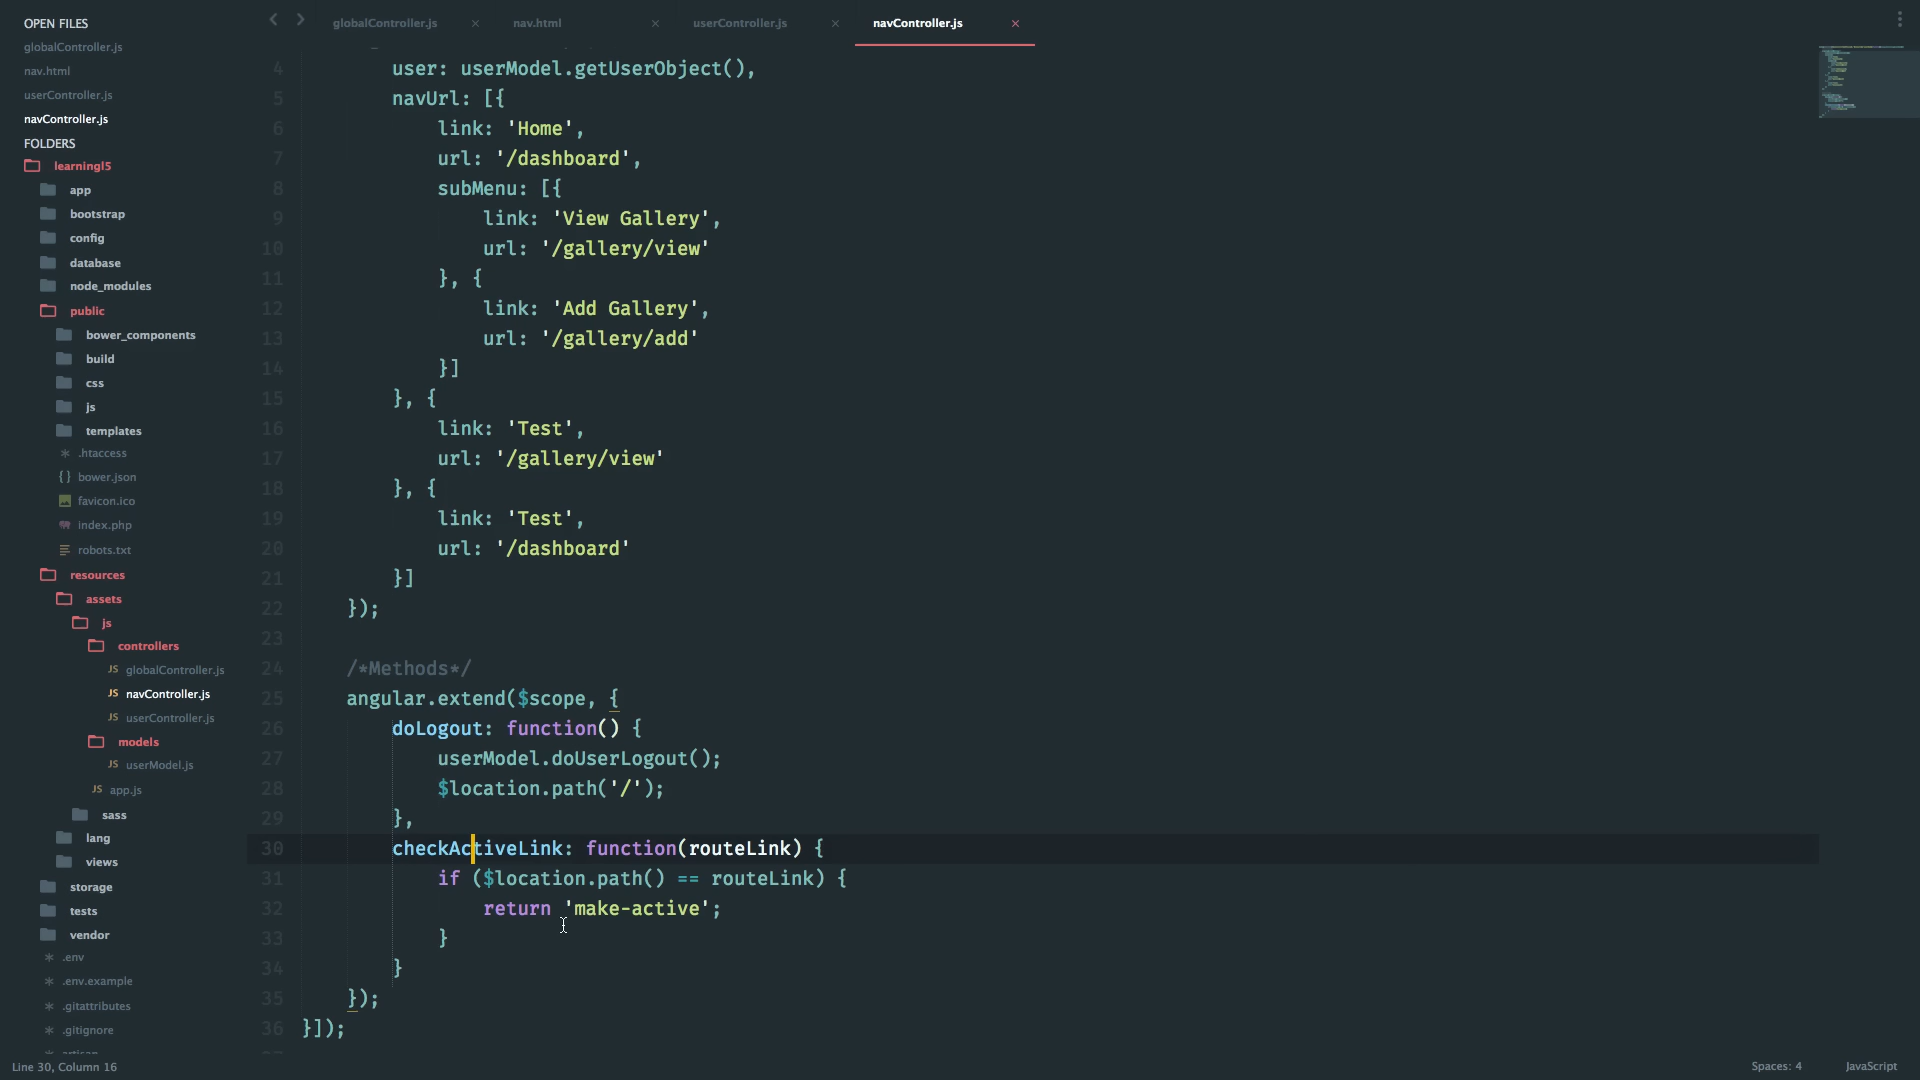 OPEN FILES
globalController.js
nav.html
userController.js
navController.js
FOLDERS
learningl5
app
bootstrap
config
database
node_modules
public
bower_components
build
css
js
templates
.htaccess
{} bower.json
favicon.ico
index.php
robots.txt
resources
assets
js
controllers
JS globalController.js
JS navController.js
JS userController.js
models
JS userModel.js
JS app.js
sass
lang
views
storage
tests
vendor
.env
.env.example
.gitattributes
.gitignore
artisan
globalController.js
nav.html
userController.js
navController.js
4 user: userModel.getUserObject(),
5 navUrl: [{
6 link: 'Home',
7 url: '/dashboard',
8 subMenu: [{
9 link: 'View Gallery',
10 url: '/gallery/view'
11 }, {
12 link: 'Add Gallery',
13 url: '/gallery/add'
14 }]
15 }, {
16 link: 'Test',
17 url: '/gallery/view'
18 }, {
19 link: 'Test',
20 url: '/dashboard'
21 }]
22 });
23
24 /*Methods*/
25 angular.extend($scope, {
26 doLogout: function() {
27 userModel.doUserLogout();
28 $location.path('/');
29 },
30 checkActiveLink: function(routeLink) {
31 if ($location.path() == routeLink) {
32 return 'make-active';
33 }
34 }
35 });
36 }]);
Line 30, Column 16
Spaces: 4
JavaScript